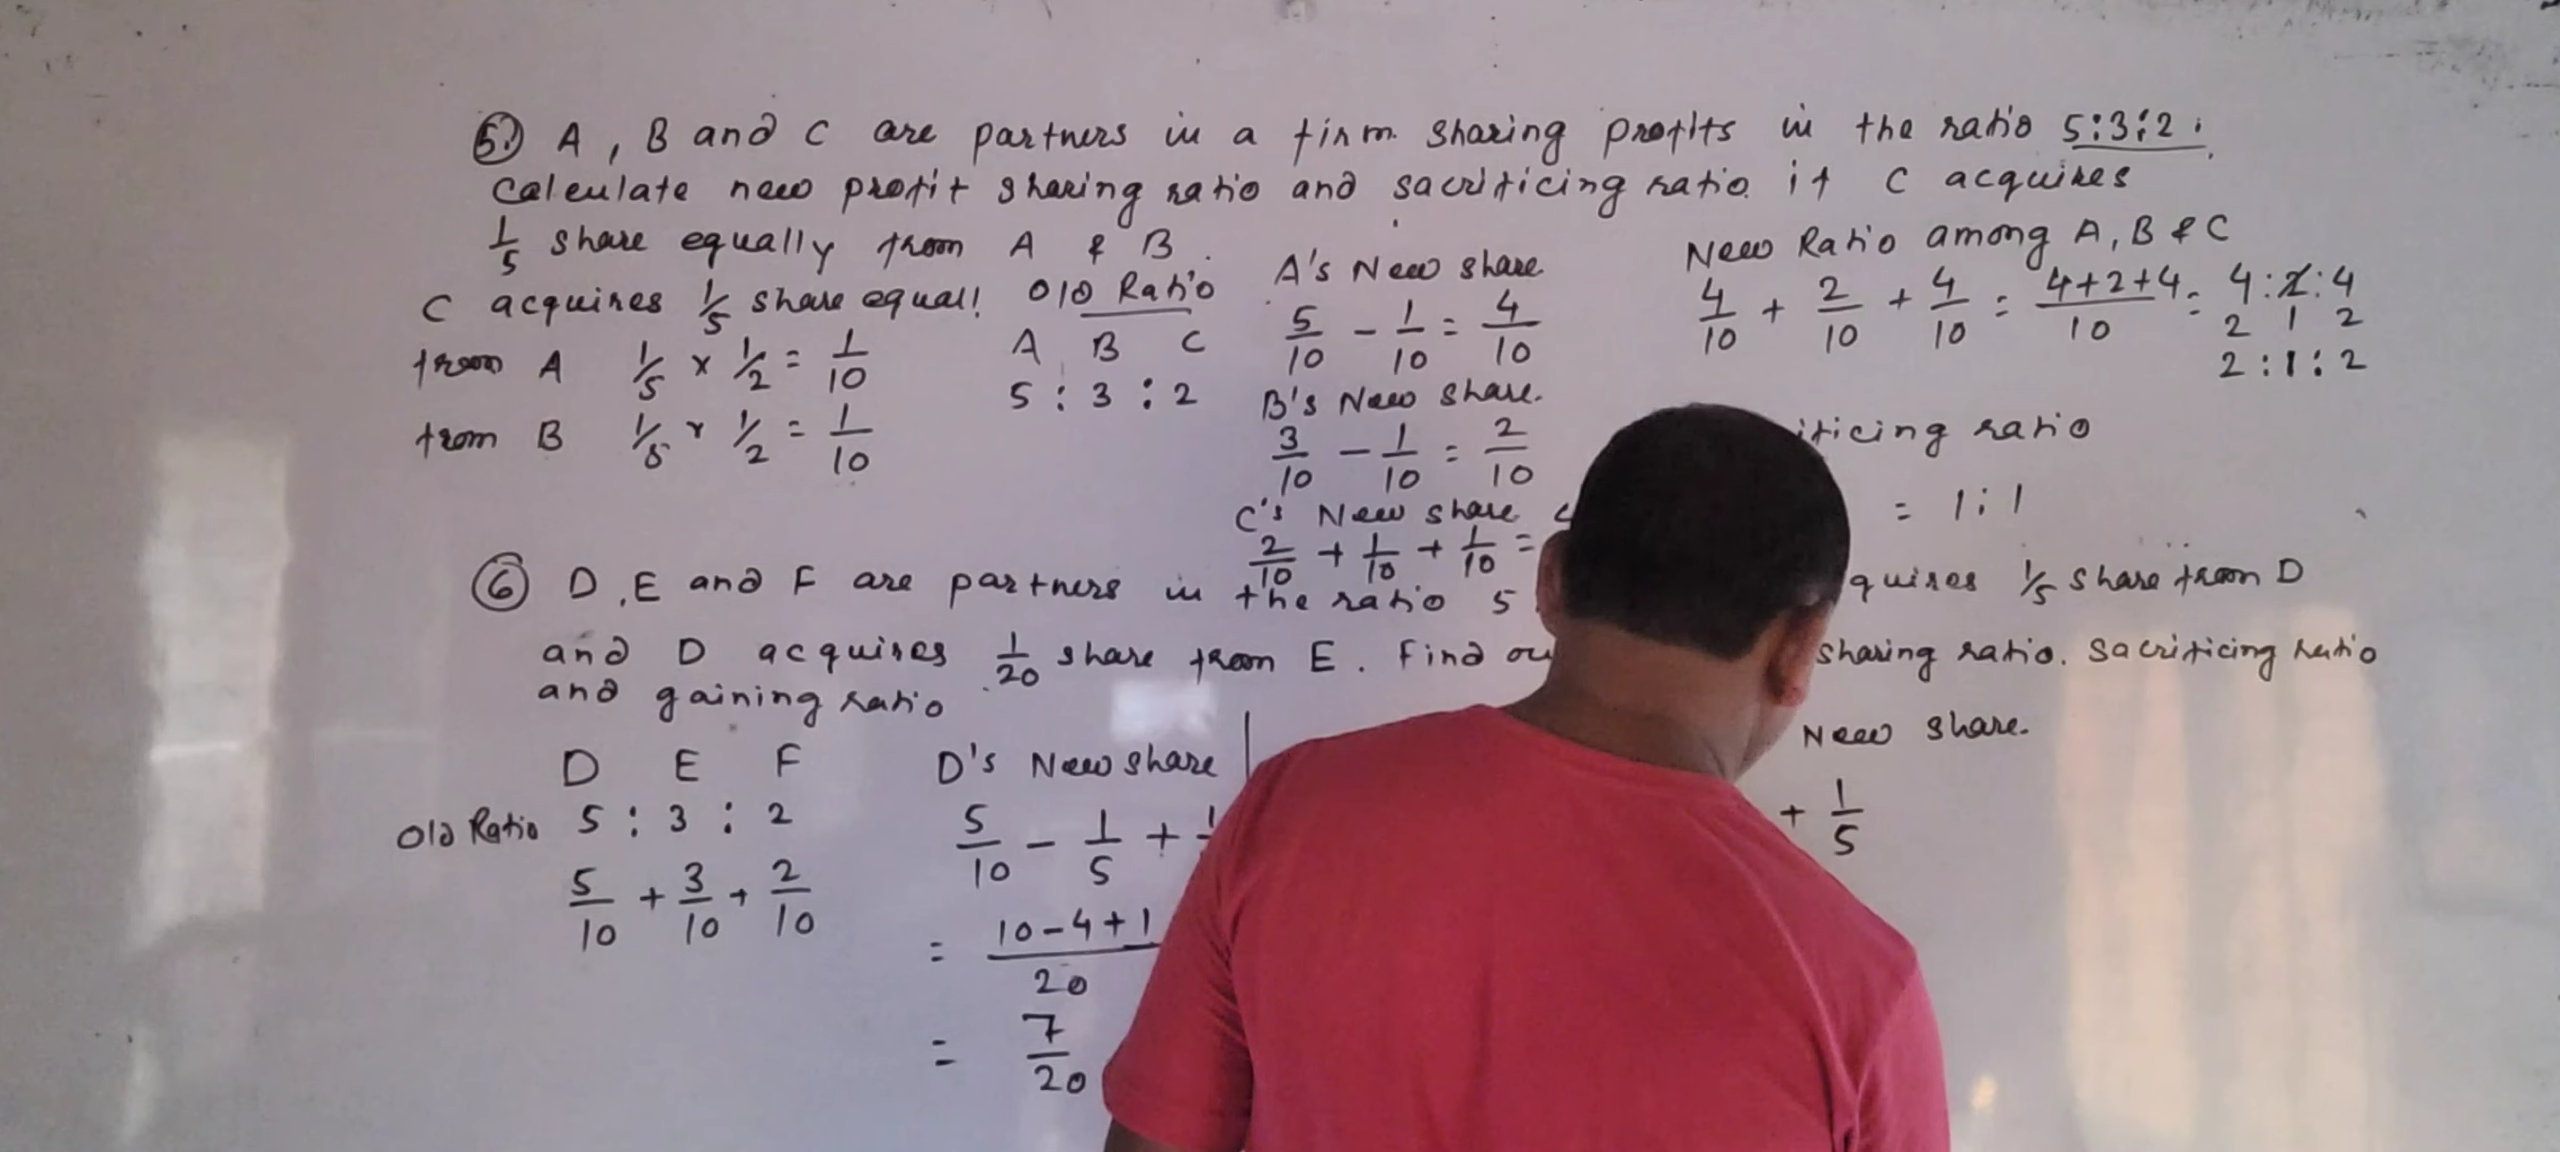 5. A, B and C are partners in a firm sharing profits in the ratio 5:3:2.
Calculate new profit sharing ratio and sacrificing ratio if C acquires
1/5 share equally from A & B.
C acquires 1/5 share equal
from A 1/5 x 1/2 = 1/10
from B 1/5 x 1/2 = 1/10
Old Ratio
A B C
5 : 3 : 2
A's New share
5/10 - 1/10 = 4/10
B's New share.
3/10 - 1/10 = 2/10
C's New share
2/10 + 1/10 + 1/10 =
New Ratio among A, B & C
4/10 + 2/10 + 4/10 = 4+2+4/10 = 4:2:4
2 1 2
2:1:2
ratio
= 1:1
6 D, E and F are partners in the ratio 5 1/5 share from D
and D acquires 1/20 share from E. Find sharing ratio. Sacrificing ratio
and gaining ratio
D E F
Old Ratio 5 : 3 : 2
5/10 + 3/10 + 2/10
D's New share
5/10 - 1/5 +
= 10-4+1/20
= 7/20
New share.
+ 1/5